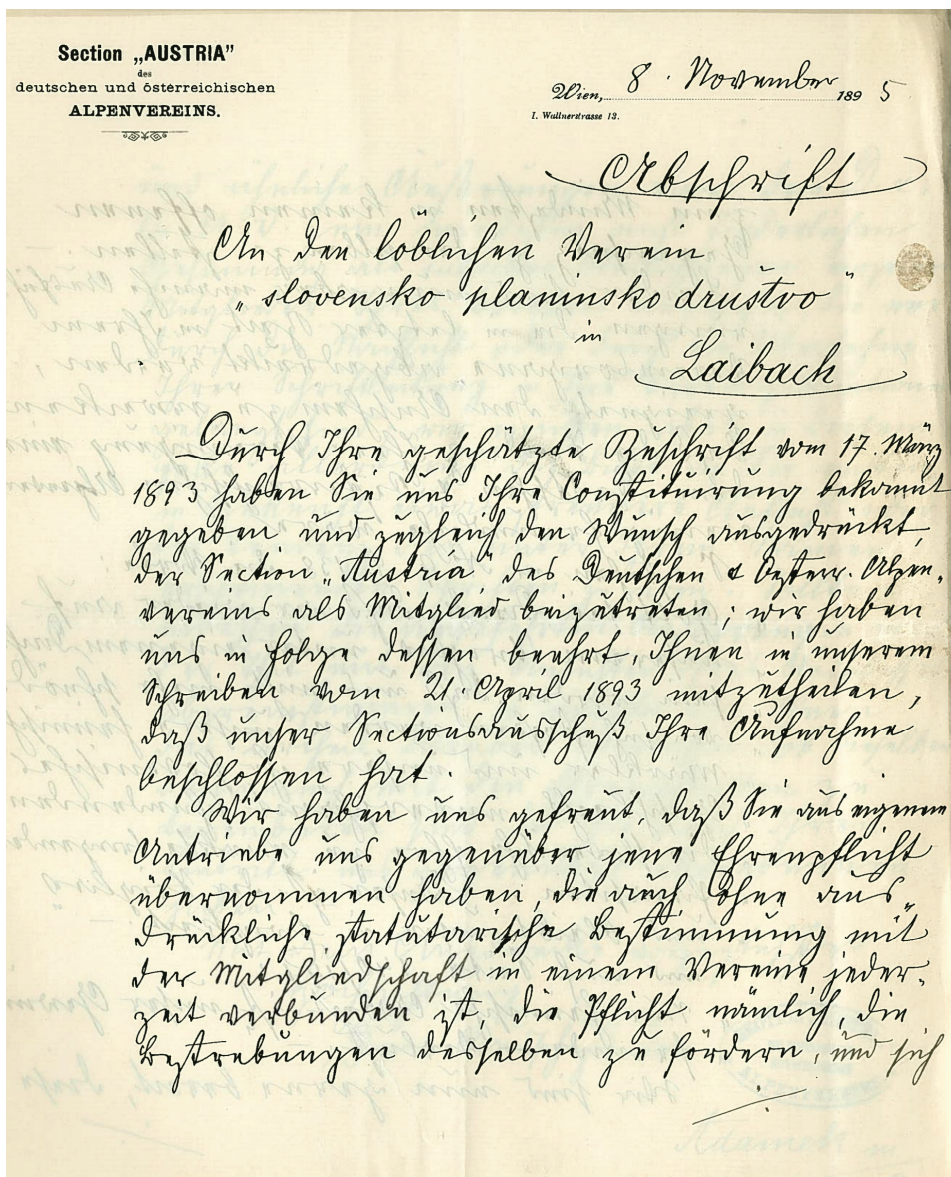 Section „AUSTRIA”
des
deutschen und österreichischen
ALPENVEREINS.
Wien, 8. November 1895
I. Wallnerstrasse 13.
Abschrift
An den löblichen Verein
„slovensko planinsko društvo”
in
Laibach
Durch Ihre geschätzte Zuschrift vom 17. März
1893 haben Sie uns Ihre Constituirung bekannt
gegeben und zugleich den Wunsch ausgedrückt,
der Section „Austria” des Deutschen & Oesterr. Alpen-
vereins als Mitglied beizutreten; wir haben
uns in Folge dessen beehrt, Ihnen in unserem
Schreiben vom 21. April 1893 mitzutheilen,
daß unser Sectionsausschuß Ihre Aufnahme
beschlossen hat.
Wir haben uns gefreut, daß Sie aus eigenem
Antriebe uns gegenüber jene Ehrenpflicht
übernommen haben, die auch ohne aus-
drückliche statutarische Bestimmung mit
der Mitgliedschaft in einem Vereine jeder-
zeit verbunden ist, die Pflicht nämlich, die
Bestrebungen desselben zu fördern, und sich